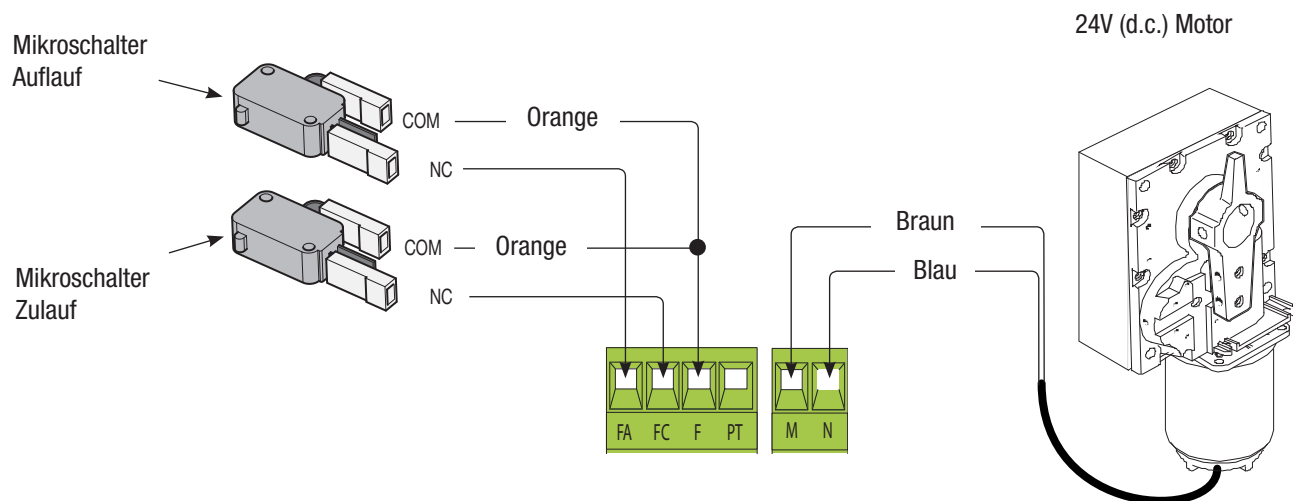 24V (d.c.) Motor
Mikroschalter
Auflauf
COM
Orange
NC
Mikroschalter
Zulauf
COM
Orange
NC
Braun
Blau
FA FC F PT
M N